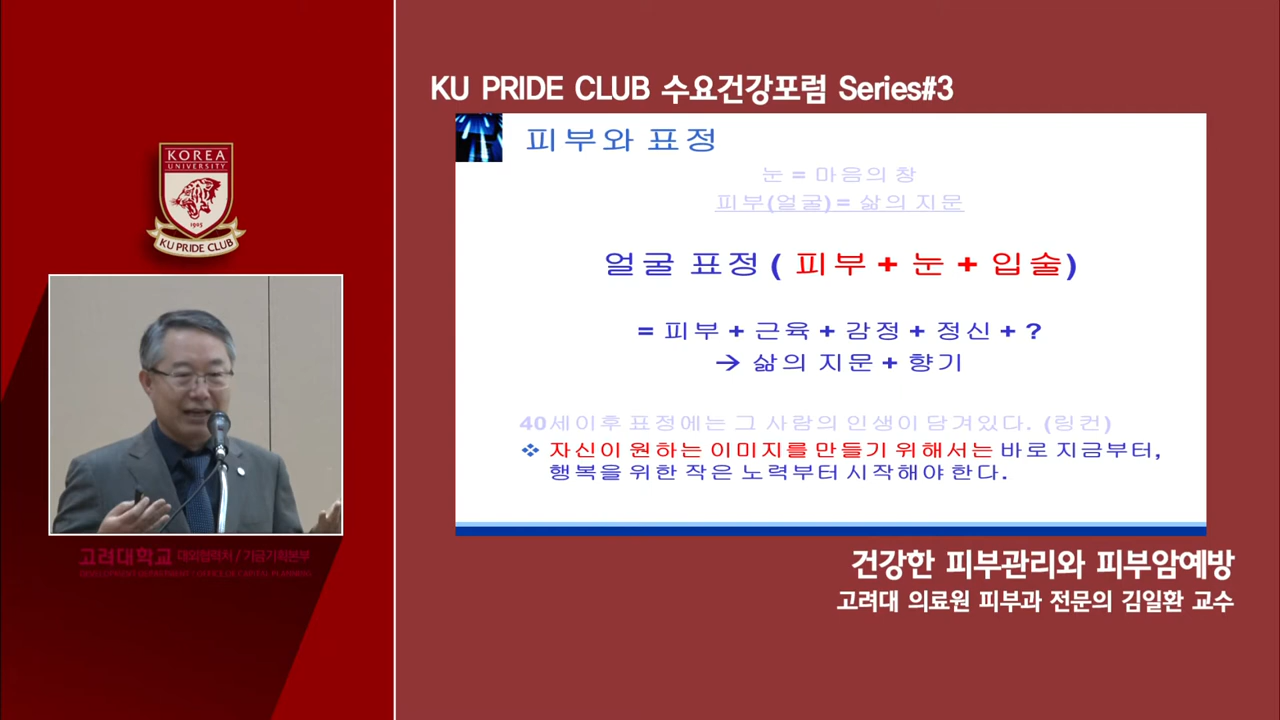 KU PRIDE CLUB 수요건강포럼 Series#3
KOREA
UNIVERSITY
1905
KU PRIDE CLUB
피부와 표정
눈 = 마음의 창
피부(얼굴)= 삶의 지문
얼굴 표정 ( 피부 + 눈 + 입술)
= 피부 + 근육 + 감정 + 정신 + ?
→ 삶의 지문 + 향기
40세이후 표정에는 그 사람의 인생이 담겨있다. (링컨)
❖ 자신이 원하는 이미지를 만들기 위해서는 바로 지금부터,
행복을 위한 작은 노력부터 시작해야 한다.
고려대학교 대외협력처 / 기금기획본부
건강한 피부관리와 피부암예방
고려대 의료원 피부과 전문의 김일환 교수